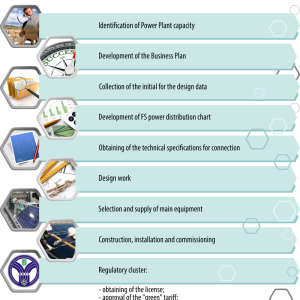 Identification of Power Plant capacity
SUCCESS
Development of the Business Plan
Collection of the initial for the design data
Development of FS power distribution chart
Obtaining of the technical specifications for connection
Design work
Selection and supply of main equipment
Construction, installation and commissioning
Regulatory cluster:
- obtaining of the license;
- approval of the "green" tariff;